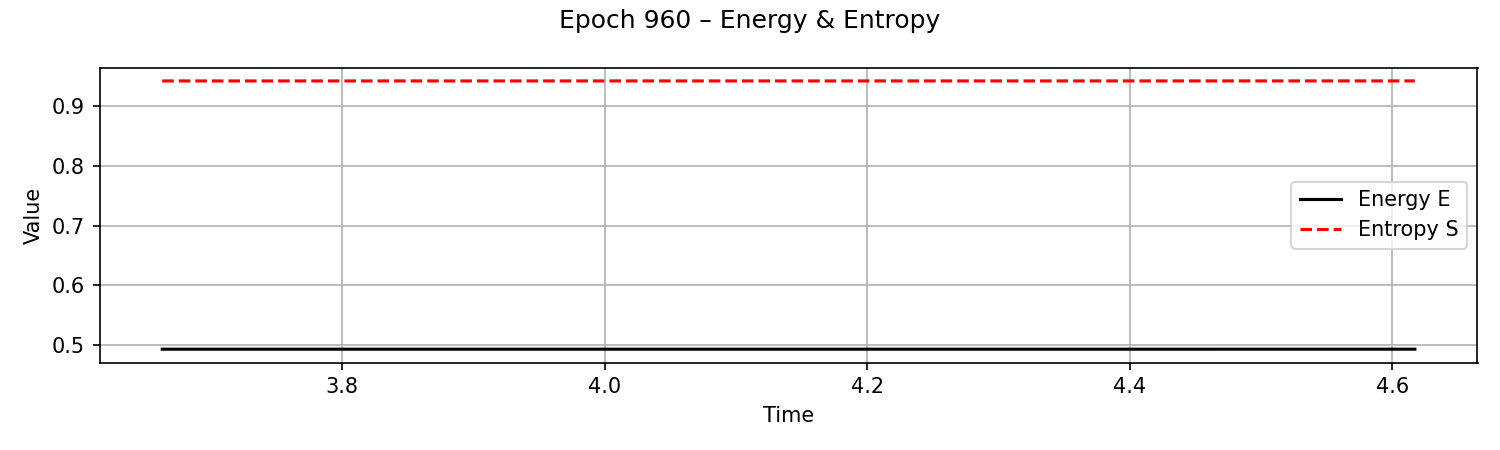 Epoch 960 – Energy & Entropy
Value
0.9
0.8
0.7
0.6
0.5
Energy E
Entropy S
3.8 4.0 4.2 4.4 4.6
Time